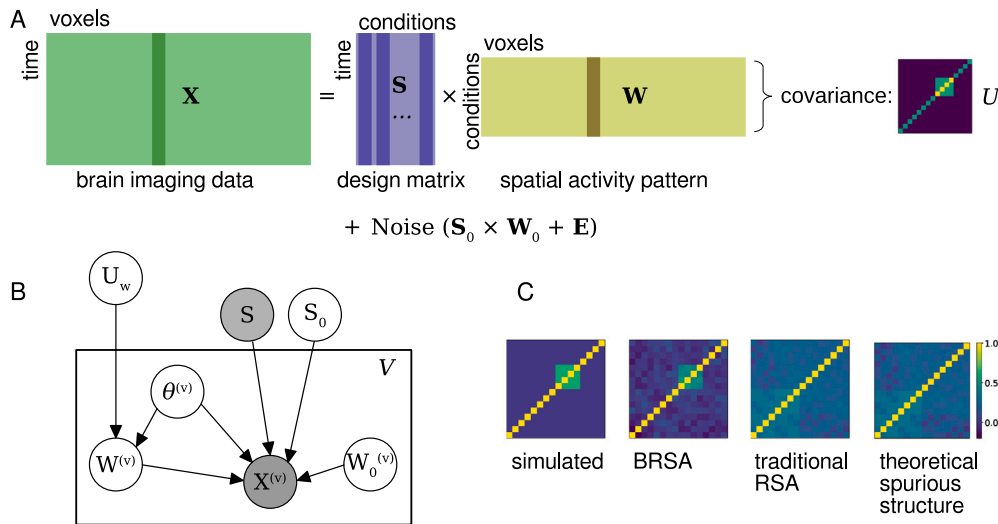 A
voxels
time
X
brain imaging data
=
conditions
time
S
...
design matrix
×
voxels
conditions
W
spatial activity pattern
covariance:
U
+ Noise (S₀ × W₀ + E)
B
U_w
S
S₀
V
θ⁽ᵛ⁾
W⁽ᵛ⁾
X⁽ᵛ⁾
W₀⁽ᵛ⁾
C
1.0
0.5
0.0
simulated
BRSA
traditional
RSA
theoretical
spurious
structure